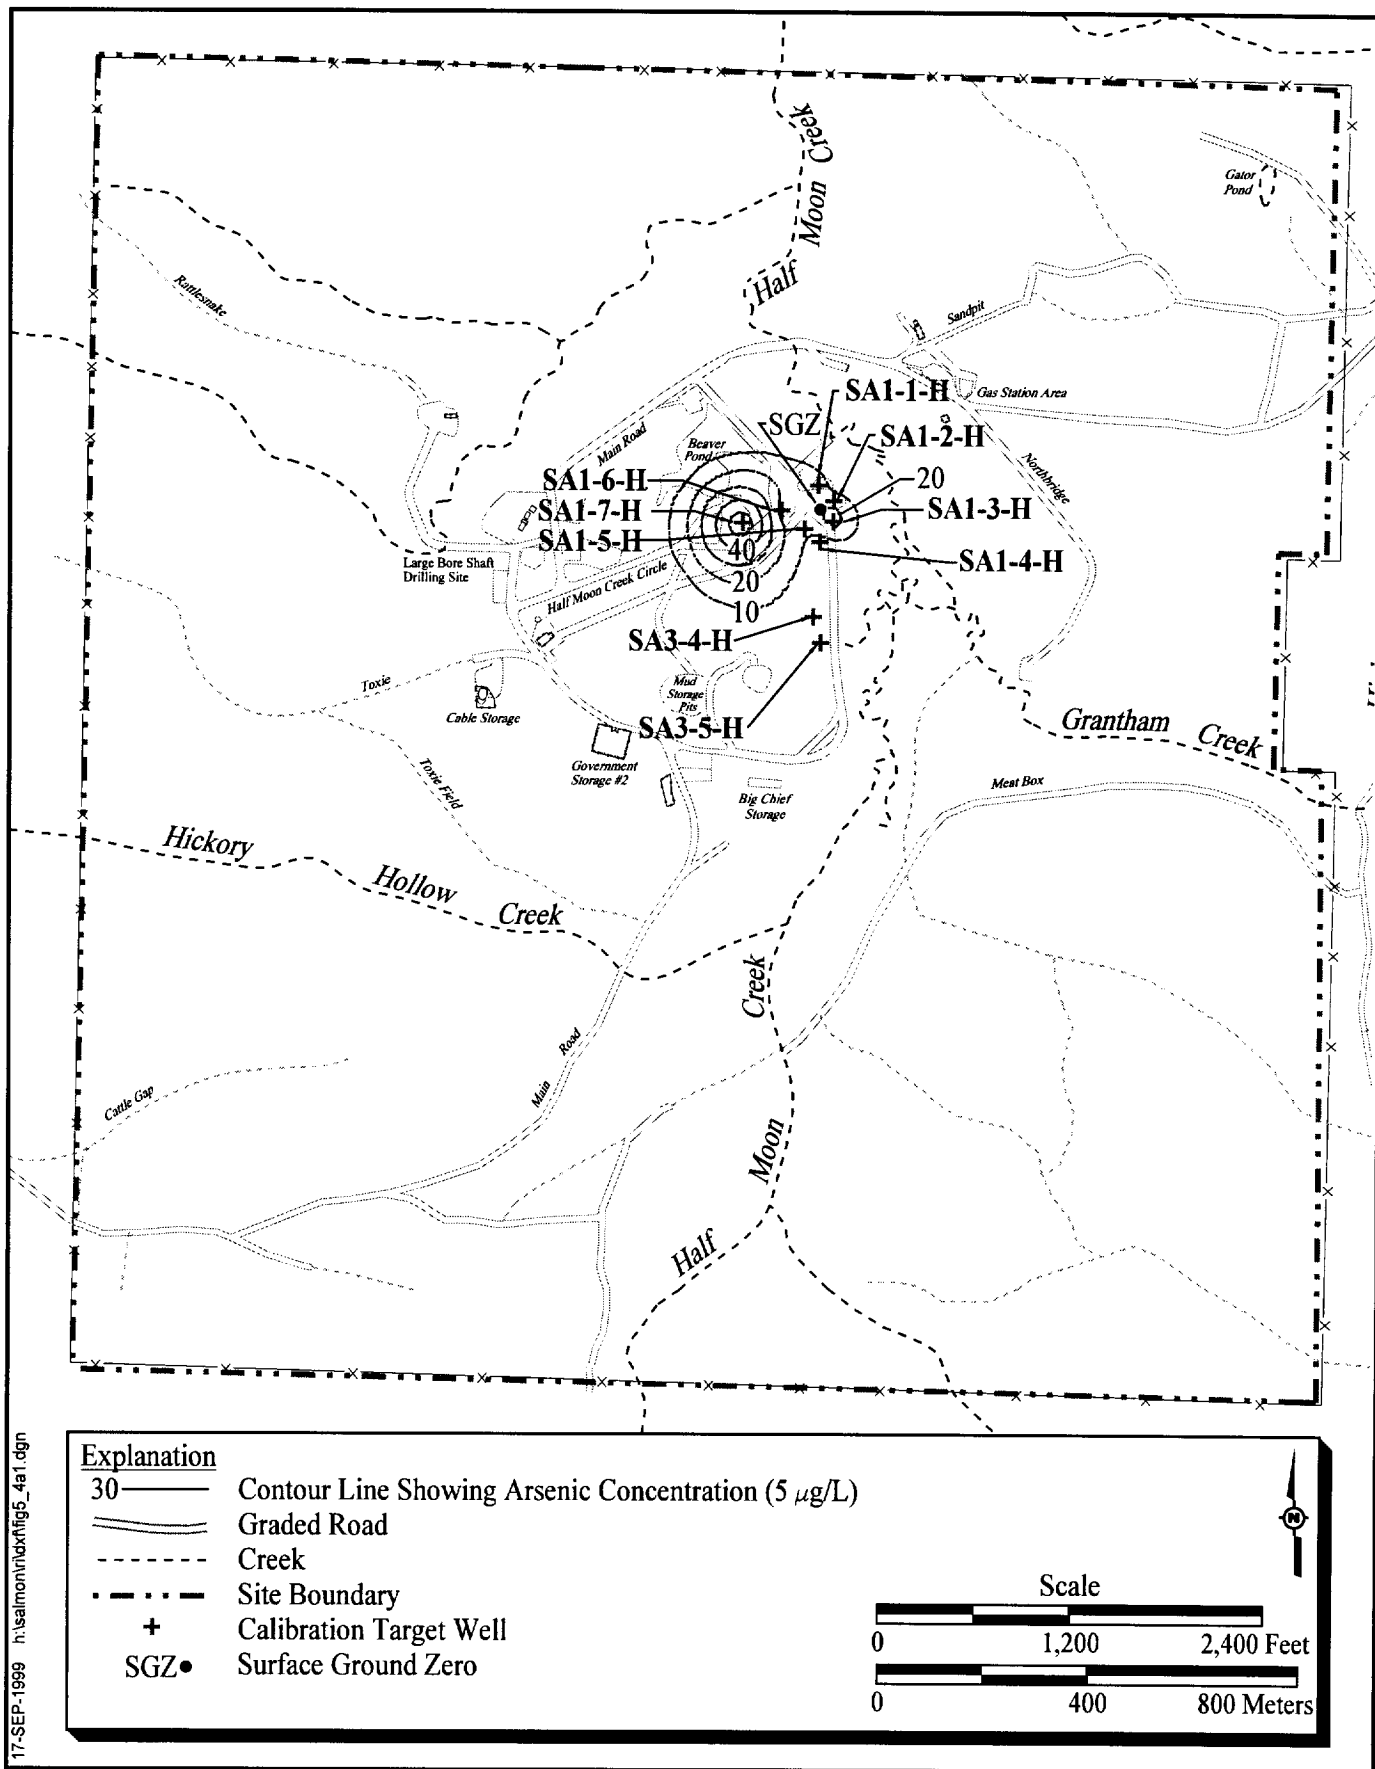 Half Moon Creek
Gator
Pond
Rattlesnake
Sandpit
Gas Station Area
SA1-1-H
SGZ
SA1-2-H
Main Road
Beaver
Pond
20
Northbridge
SA1-6-H
SA1-7-H
SA1-3-H
SA1-5-H
40
SA1-4-H
Large Bore Shaft
Drilling Site
20
Half Moon Creek Circle
10
SA3-4-H
Toxie
Mud
Storage
Pits
Cable Storage
SA3-5-H
Grantham Creek
Government
Storage #2
Toxie Field
Meat Box
Big Chief
Storage
Hickory Hollow Creek
Main Road
Cattle Gap
Half Moon Creek
Explanation
30 Contour Line Showing Arsenic Concentration (5 μg/L)
Graded Road
Creek
Site Boundary
Calibration Target Well
SGZ Surface Ground Zero
N
Scale
0 1,200 2,400 Feet
0 400 800 Meters
17-SEP-1999 h:\salmon\ri\dxf\fig5_4a1.dgn